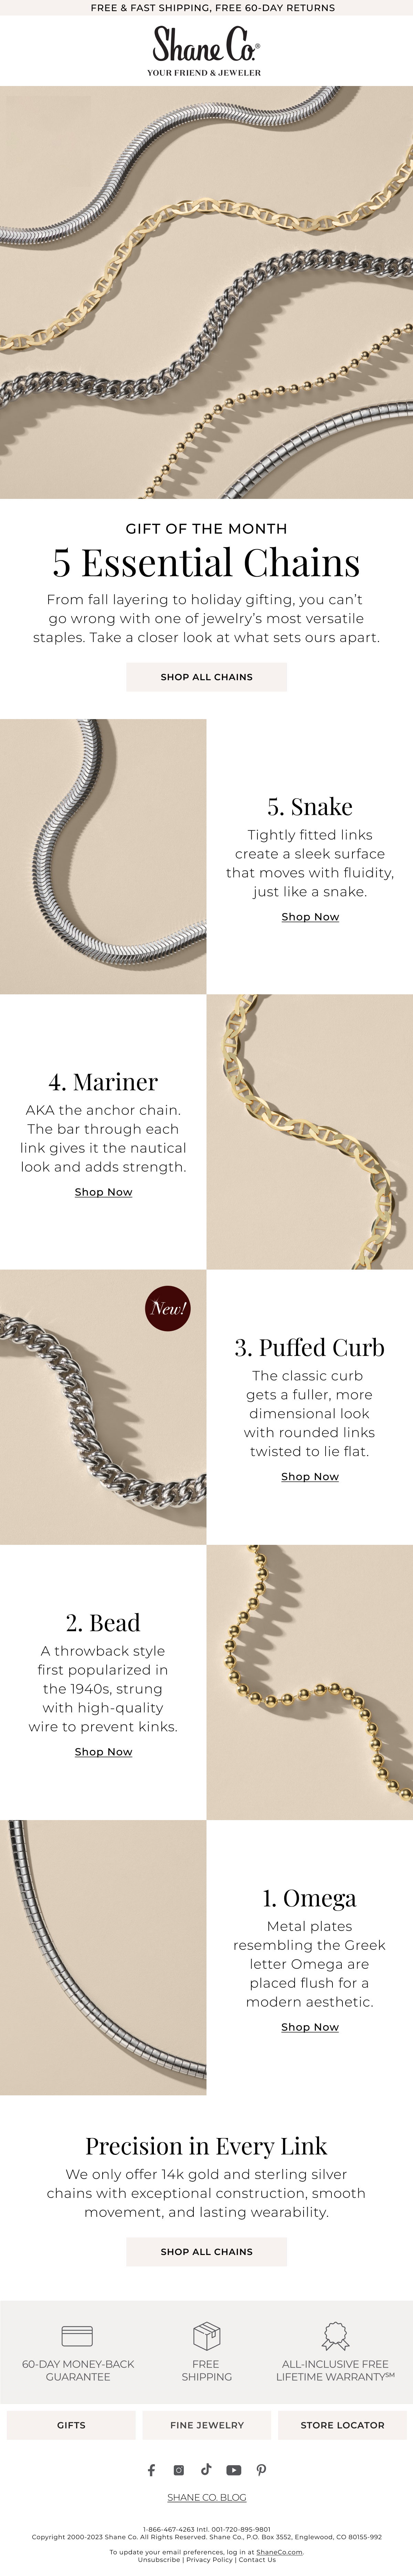 FREE & FAST SHIPPING, FREE 60-DAY RETURNS
Shane Co.®
YOUR FRIEND & JEWELER
GIFT OF THE MONTH
5 Essential Chains
From fall layering to holiday gifting, you can't
go wrong with one of jewelry's most versatile
staples. Take a closer look at what sets ours apart.
SHOP ALL CHAINS
5. Snake
Tightly fitted links
create a sleek surface
that moves with fluidity,
just like a snake.
Shop Now
4. Mariner
AKA the anchor chain.
The bar through each
link gives it the nautical
look and adds strength.
Shop Now
New!
3. Puffed Curb
The classic curb
gets a fuller, more
dimensional look
with rounded links
twisted to lie flat.
Shop Now
2. Bead
A throwback style
first popularized in
the 1940s, strung
with high-quality
wire to prevent kinks.
Shop Now
1. Omega
Metal plates
resembling the Greek
letter Omega are
placed flush for a
modern aesthetic.
Shop Now
Precision in Every Link
We only offer 14k gold and sterling silver
chains with exceptional construction, smooth
movement, and lasting wearability.
SHOP ALL CHAINS
60-DAY MONEY-BACK
GUARANTEE
FREE
SHIPPING
ALL-INCLUSIVE FREE
LIFETIME WARRANTY℠
GIFTS
FINE JEWELRY
STORE LOCATOR
SHANE CO. BLOG
1-866-467-4263 Intl. 001-720-895-9801
Copyright 2000-2023 Shane Co. All Rights Reserved. Shane Co., P.O. Box 3552, Englewood, CO 80155-992
To update your email preferences, log in at ShaneCo.com.
Unsubscribe | Privacy Policy | Contact Us